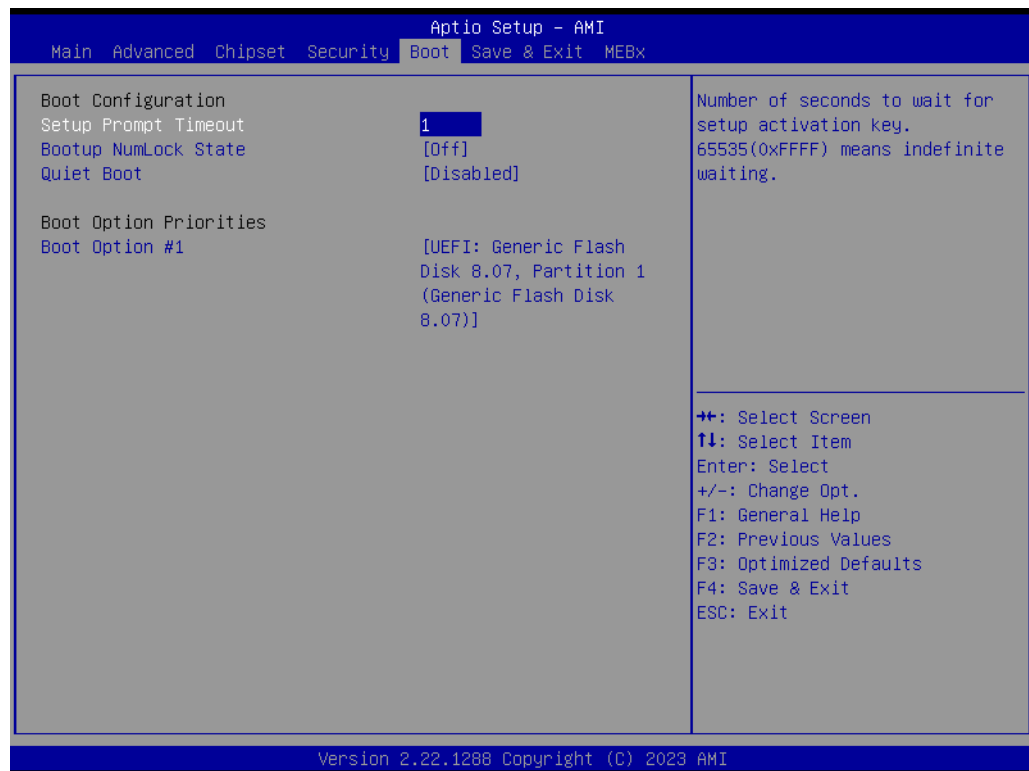 Aptio Setup – AMI
Main Advanced Chipset Security Boot Save & Exit MEBx
Boot Configuration
Setup Prompt Timeout 1
Bootup NumLock State [Off]
Quiet Boot [Disabled]
Boot Option Priorities
Boot Option #1 [UEFI: Generic Flash
Disk 8.07, Partition 1
(Generic Flash Disk
8.07)]
Number of seconds to wait for
setup activation key.
65535(0xFFFF) means indefinite
waiting.
→←: Select Screen
↑↓: Select Item
Enter: Select
+/-: Change Opt.
F1: General Help
F2: Previous Values
F3: Optimized Defaults
F4: Save & Exit
ESC: Exit
Version 2.22.1288 Copyright (C) 2023 AMI